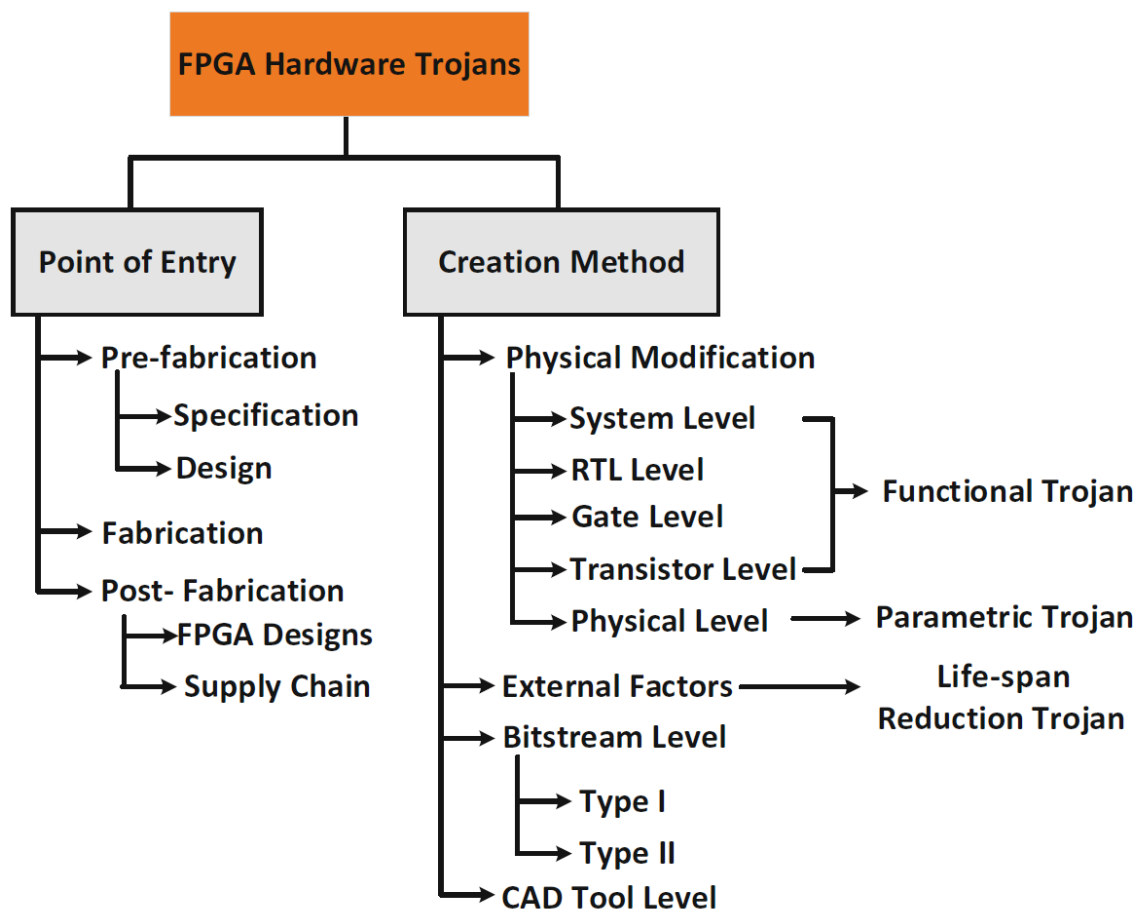 FPGA Hardware Trojans
Point of Entry
Pre-fabrication
Specification
Design
Fabrication
Post- Fabrication
FPGA Designs
Supply Chain
Creation Method
Physical Modification
System Level
RTL Level
Gate Level
Transistor Level
Functional Trojan
Physical Level
Parametric Trojan
External Factors
Life-span
Reduction Trojan
Bitstream Level
Type I
Type II
CAD Tool Level